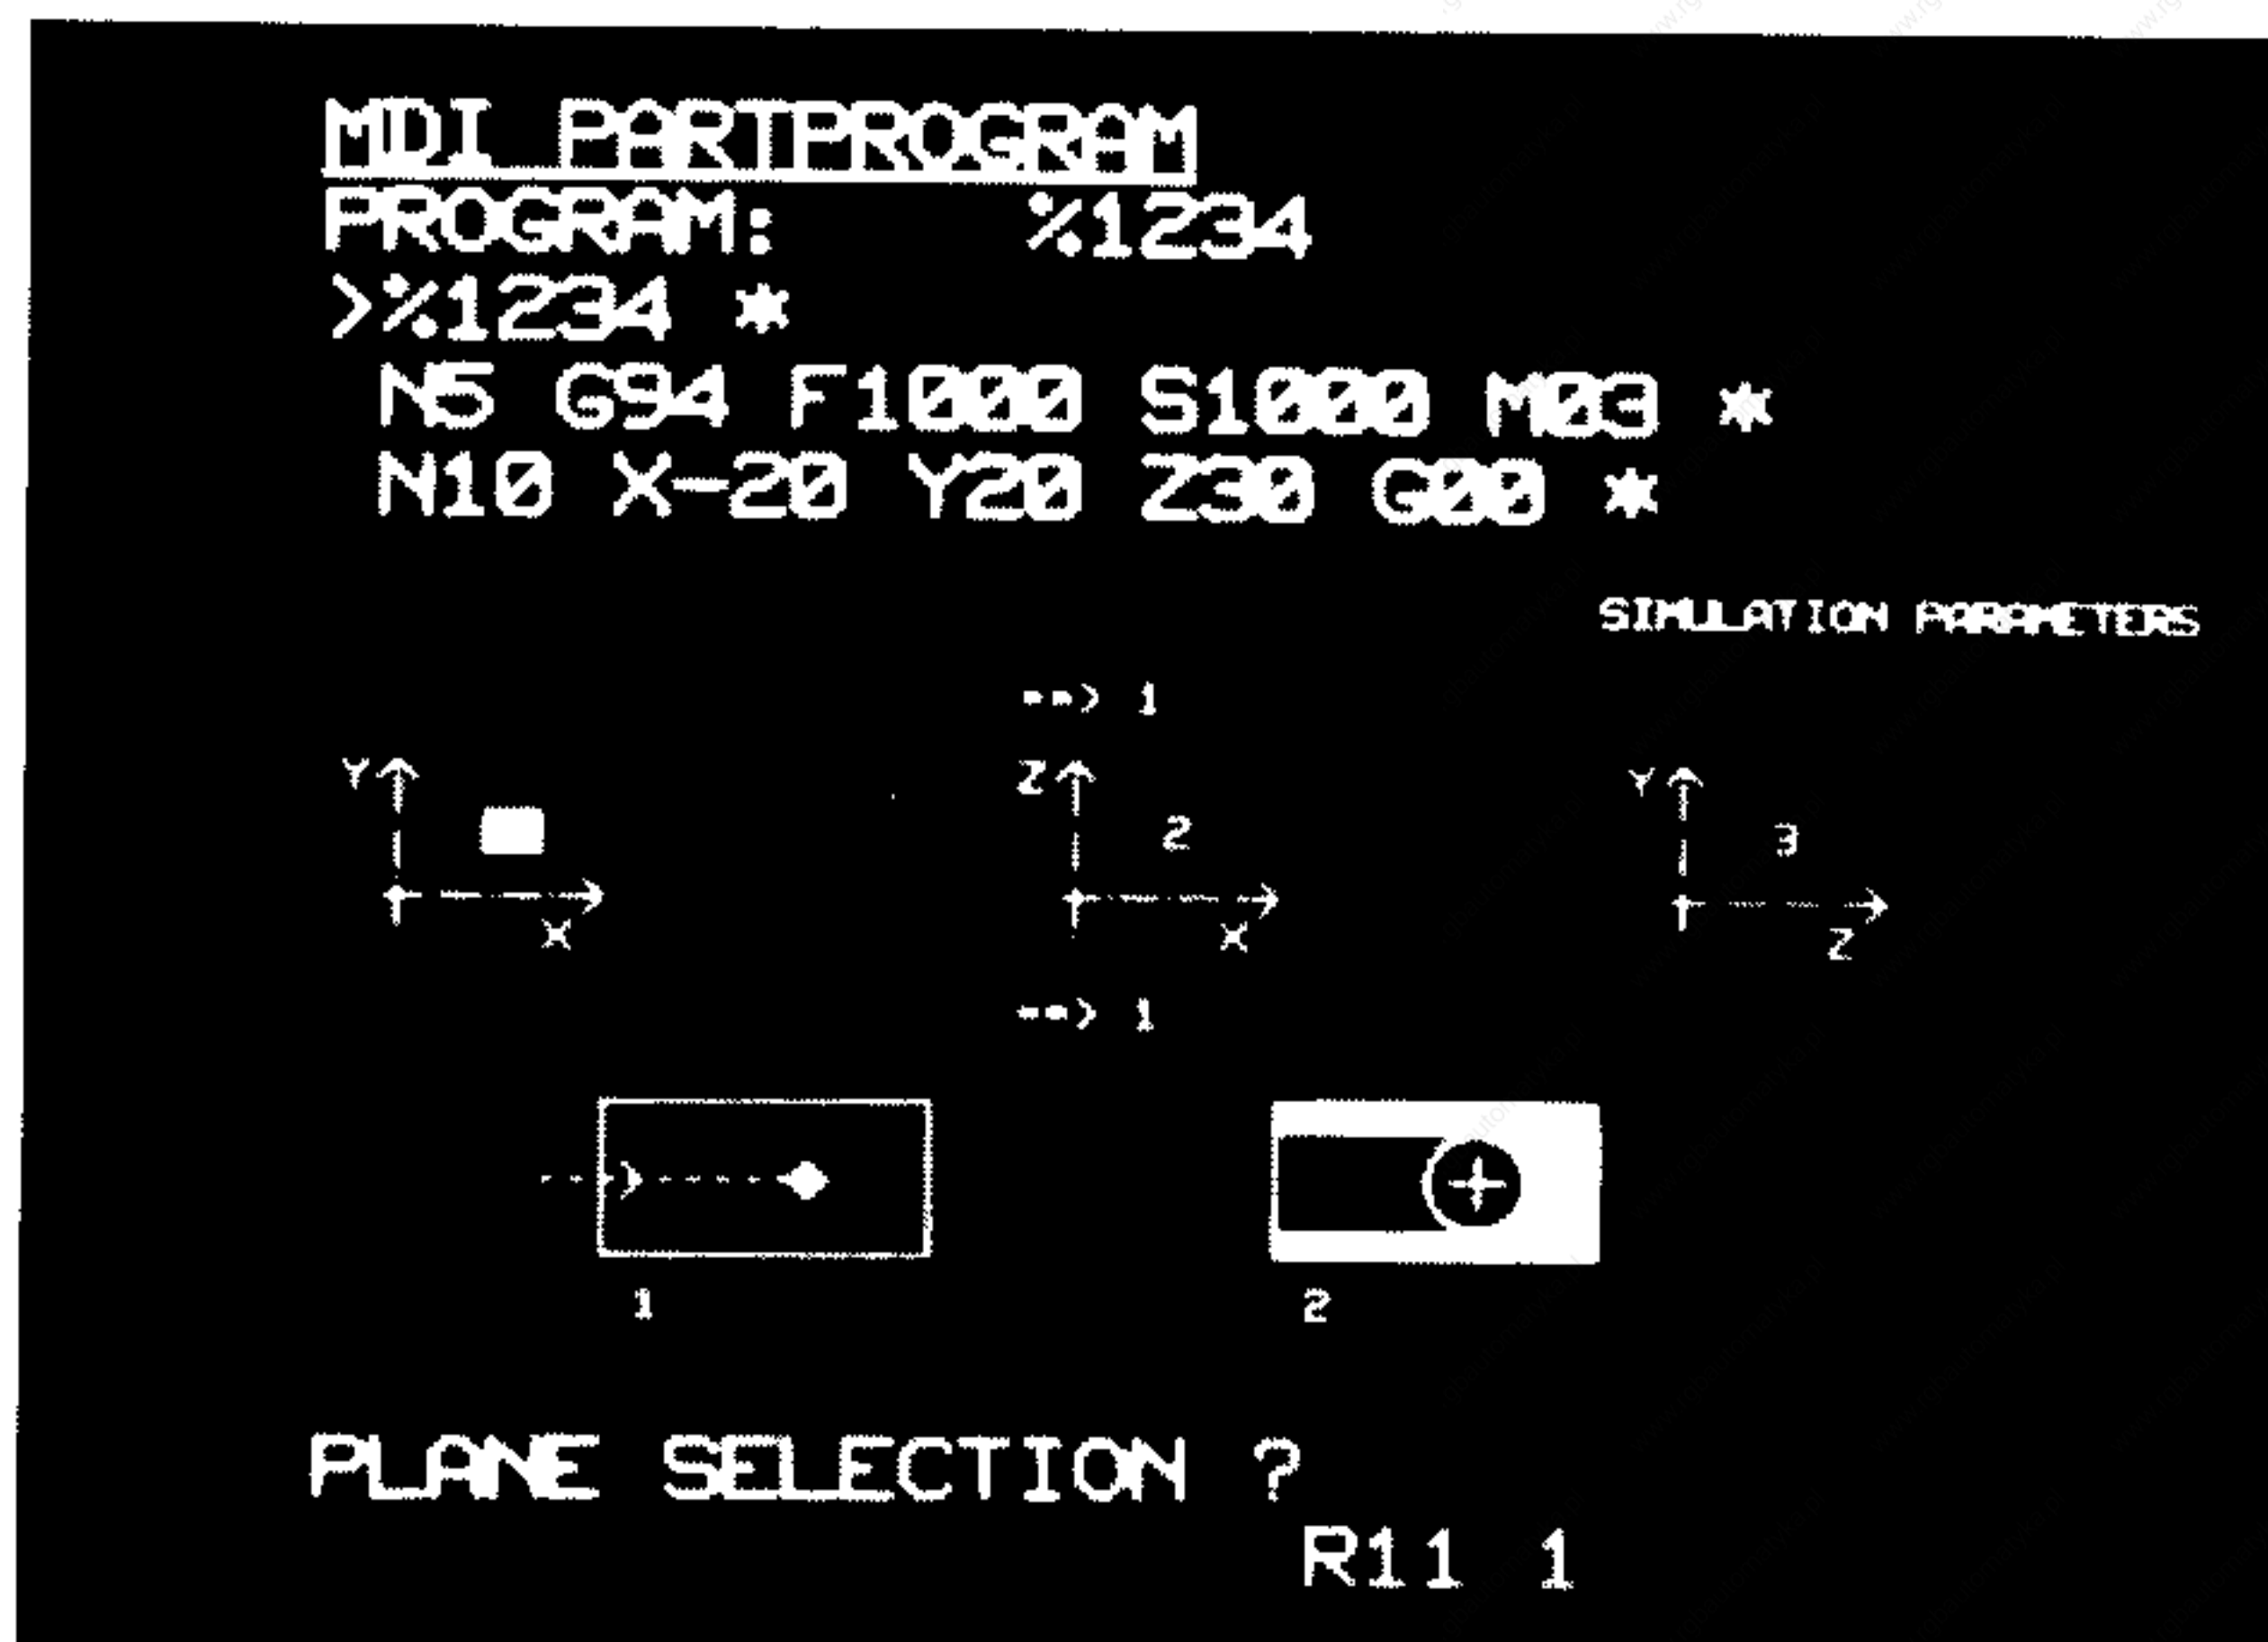 MDI PARTPROGRAM
PROGRAM: %1234
>%1234 *
N5 G94 F1000 S1000 M03 *
N10 X-20 Y20 Z30 G00 *
SIMULATION PARAMETERS
--> 1
Y Z Y
2 3
X X Z
--> 1
1 2
PLANE SELECTION ?
R11 1